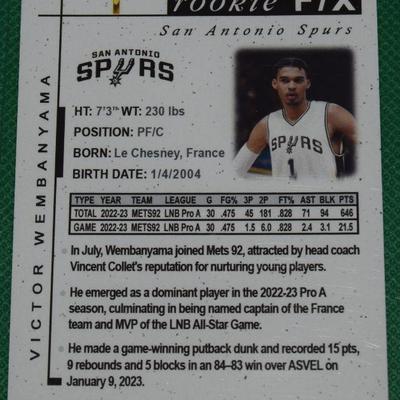 rookie FIX
San Antonio Spurs
SAN ANTONIO
SPURS
HT: 7'3" WT: 230 lbs
POSITION: PF/C
BORN: Le Chesney, France
BIRTH DATE: 1/4/2004
SPURS
1
VICTOR WEMBANYAMA
TYPE YEAR TEAM LEAGUE G FG% 3P 2P FT% AST BLK PTS
TOTAL 2022-23 METS92 LNB Pro A 30 .475 45 181 .828 71 94 646
GAME 2022-23 METS92 LNB Pro A 30 .475 1.5 6.0 .828 2.4 3.1 21.5
In July, Wembanyama joined Mets 92, attracted by head coach
Vincent Collet's reputation for nurturing young players.
He emerged as a dominant player in the 2022-23 Pro A
season, culminating in being named captain of the France
team and MVP of the LNB All-Star Game.
He made a game-winning putback dunk and recorded 15 pts,
9 rebounds and 5 blocks in an 84–83 win over ASVEL on
January 9, 2023.